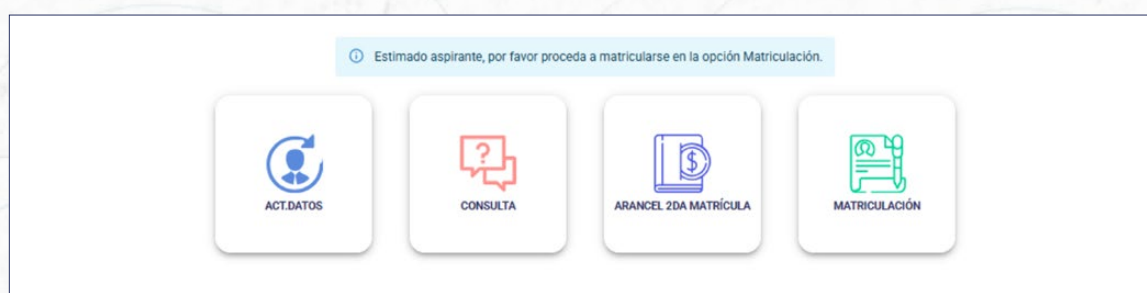 Estimado aspirante, por favor proceda a matricularse en la opción Matriculación.
ACT.DATOS
CONSULTA
ARANCEL 2DA MATRÍCULA
MATRICULACIÓN